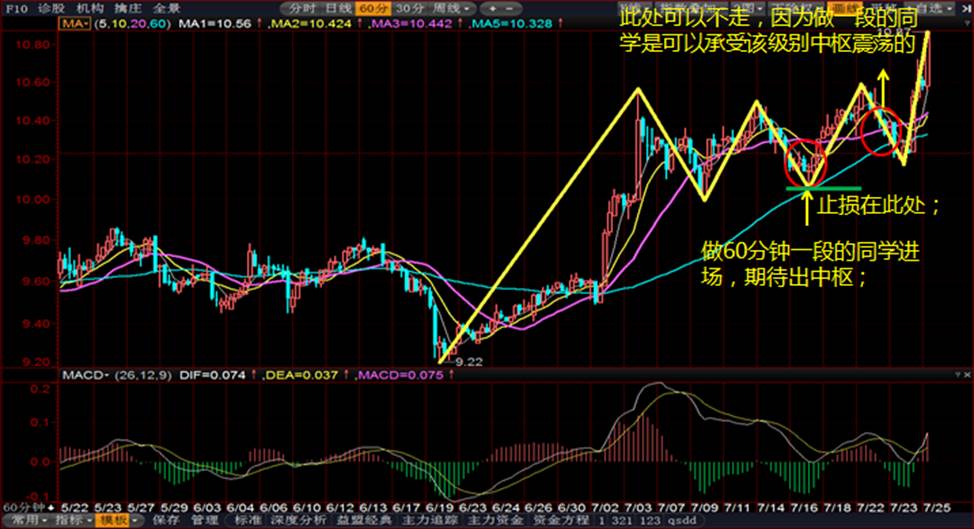 F10 诊股 机构 擒庄 全景 分时 日线 60分 30分 周线
MA (5,10,20,60) MA1=10.56 ↑ ,MA2=10.424 ↑ ,MA3=10.442 ↑ ,MA5=10.328 ↑
此处可以不走，因为做一段的同
学是可以承受该级别中枢震荡的
10.87
10.80
10.60
10.40
10.20
10.00
9.80
9.60
9.40
9.20
止损在此处；
做60分钟一段的同学进
场，期待出中枢；
9.22
MACD (26,12,9) DIF=0.074 ↑ ,DEA=0.037 ↑ ,MACD=0.075 ↑
0.2
0.1
0.0
-0.1
60分钟 5/22 5/23 5/27 5/29 6/03 6/04 6/06 6/09 6/12 6/13 6/17 6/19 6/23 6/24 6/26 6/30 7/02 7/03 7/07 7/09 7/11 7/14 7/16 7/18 7/22 7/23 7/25
常用 指标 模板 保存 管理 标准 深度分析 益盟经典 主力追踪 主力资金 资金方程 1 321 123 qsdd